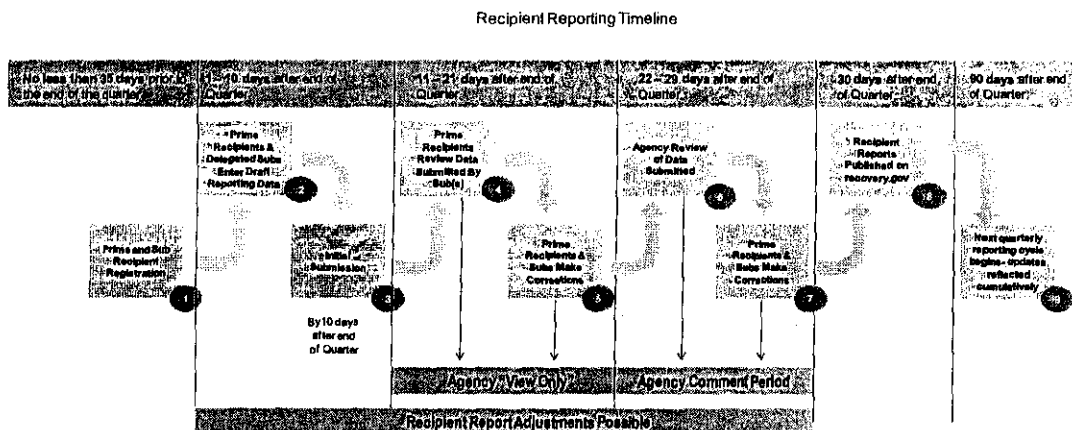 Recipient Reporting Timeline
No less than 35 days prior to
the end of the quarter
1 – 10 days after end of
Quarter
11 – 21 days after end of
Quarter
22 – 29 days after end of
Quarter
30 days after end
of Quarter
90 days after end
of Quarter
Prime and Sub
Recipient
Registration
1
Prime
Recipients &
Delegated Subs
Enter Draft
Reporting Data
2
Initial
Submission
3
By 10 days
after end
of Quarter
Prime
Recipients
Review Data
Submitted By
Sub(s)
4
Prime
Recipients &
Subs Make
Corrections
5
Agency Review
of Data
Submitted
6
Prime
Recipients &
Subs Make
Corrections
7
Recipient
Reports
Published on
recovery.gov
8
Next quarterly
reporting cycle
begins - updates
reflected
cumulatively
Agency "View Only"
Agency Comment Period
Recipient Report Adjustments Possible